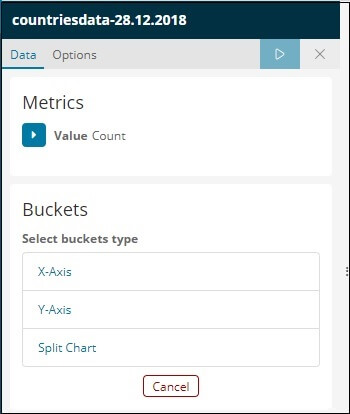 countriesdata-28.12.2018
Data Options
Metrics
Value Count
Buckets
Select buckets type
X-Axis
Y-Axis
Split Chart
Cancel